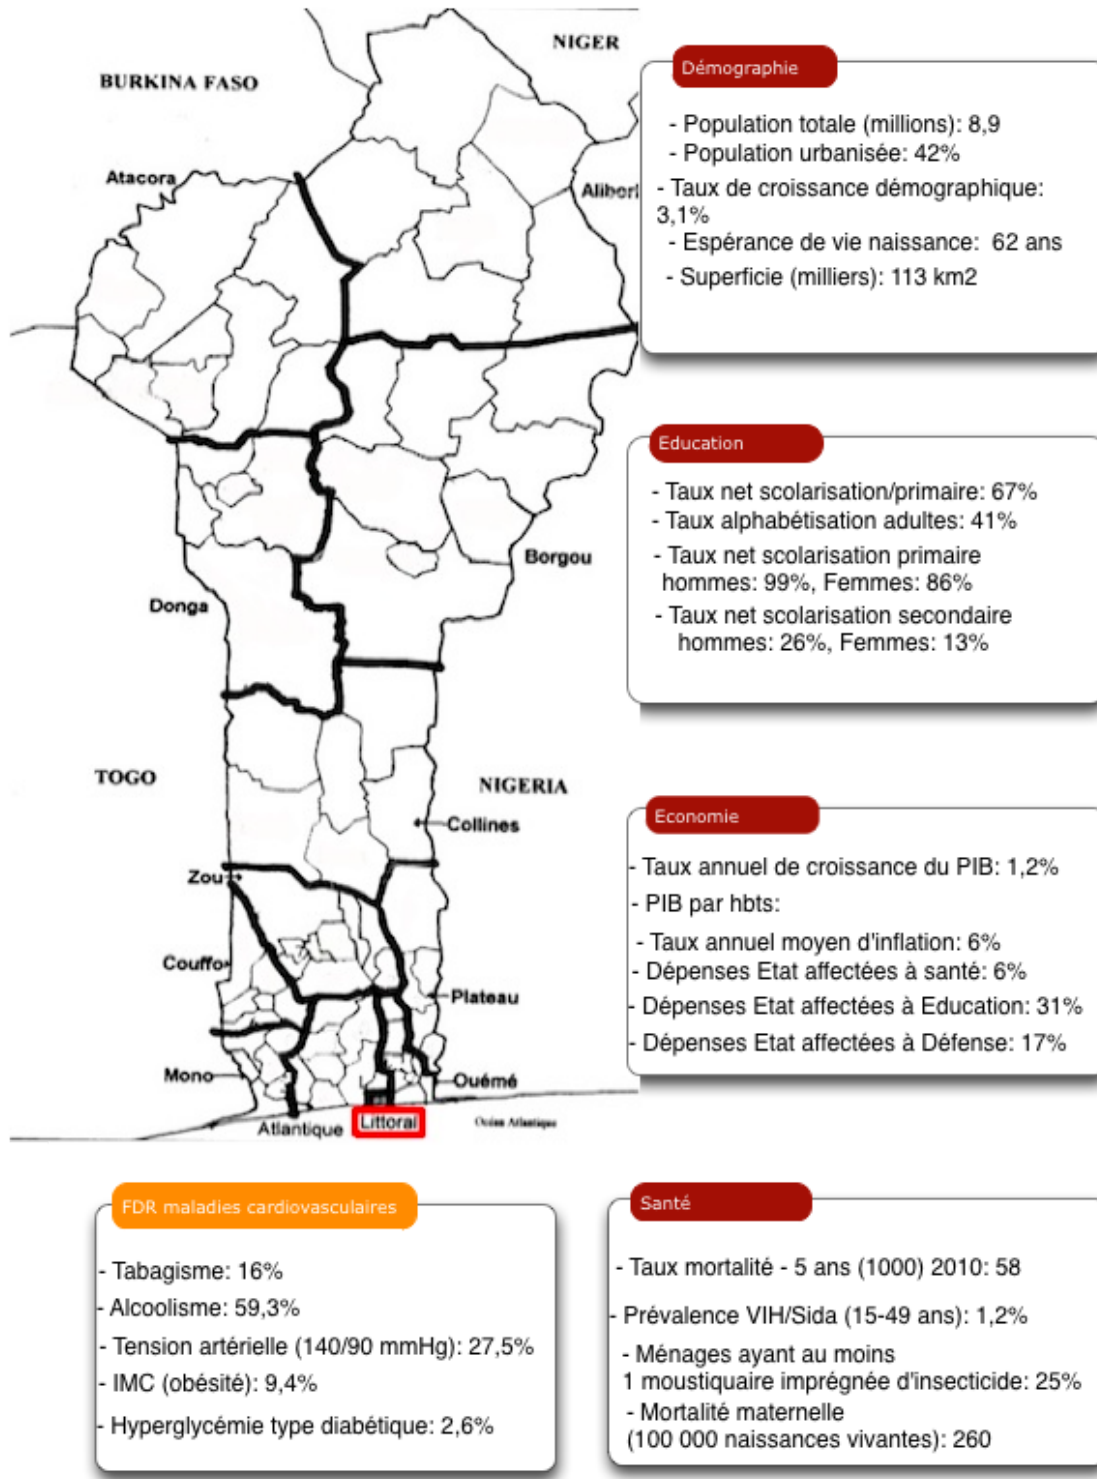 NIGER
BURKINA FASO
Atacora
Donga
Borgou
TOGO
NIGERIA
Collines
Zou
Couffo
Plateau
Mono
Ouémé
Atlantique
Littoral
Océan Atlantique
Démographie
- Population totale (millions): 8,9
- Population urbanisée: 42%
- Taux de croissance démographique:
3,1%
- Espérance de vie naissance: 62 ans
- Superficie (milliers): 113 km2
Education
- Taux net scolarisation/primaire: 67%
- Taux alphabétisation adultes: 41%
- Taux net scolarisation primaire
hommes: 99%, Femmes: 86%
- Taux net scolarisation secondaire
hommes: 26%, Femmes: 13%
Economie
- Taux annuel de croissance du PIB: 1,2%
- PIB par hbts:
- Taux annuel moyen d'inflation: 6%
- Dépenses Etat affectées à santé: 6%
- Dépenses Etat affectées à Education: 31%
- Dépenses Etat affectées à Défense: 17%
FDR maladies cardiovasculaires
- Tabagisme: 16%
- Alcoolisme: 59,3%
- Tension artérielle (140/90 mmHg): 27,5%
- IMC (obésité): 9,4%
- Hyperglycémie type diabétique: 2,6%
Santé
- Taux mortalité - 5 ans (1000) 2010: 58
- Prévalence VIH/Sida (15-49 ans): 1,2%
- Ménages ayant au moins
1 moustiquaire imprégnée d'insecticide: 25%
- Mortalité maternelle
(100 000 naissances vivantes): 260